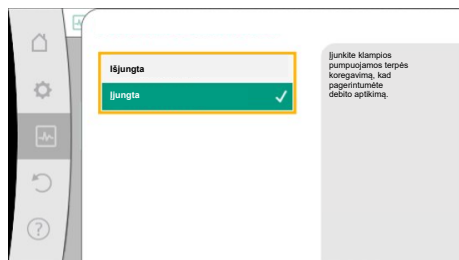 Išjungta
Įjungta
Įjunkite klampios
pumpuojamos terpės
koregavimą, kad
pagerintumėte
debito aptikimą.